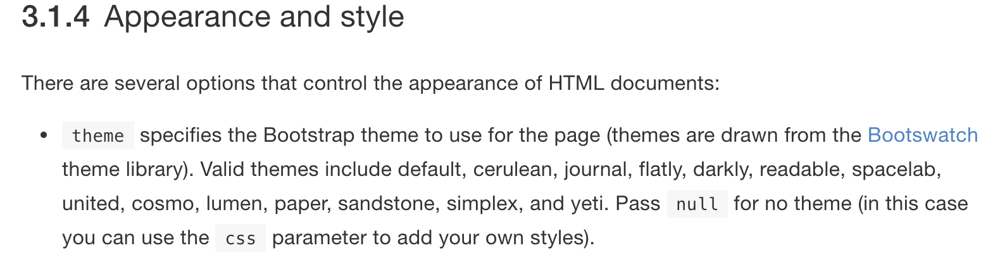 3.1.4 Appearance and style
There are several options that control the appearance of HTML documents:
• theme specifies the Bootstrap theme to use for the page (themes are drawn from the Bootswatch
theme library). Valid themes include default, cerulean, journal, flatly, darkly, readable, spacelab,
united, cosmo, lumen, paper, sandstone, simplex, and yeti. Pass null for no theme (in this case
you can use the css parameter to add your own styles).